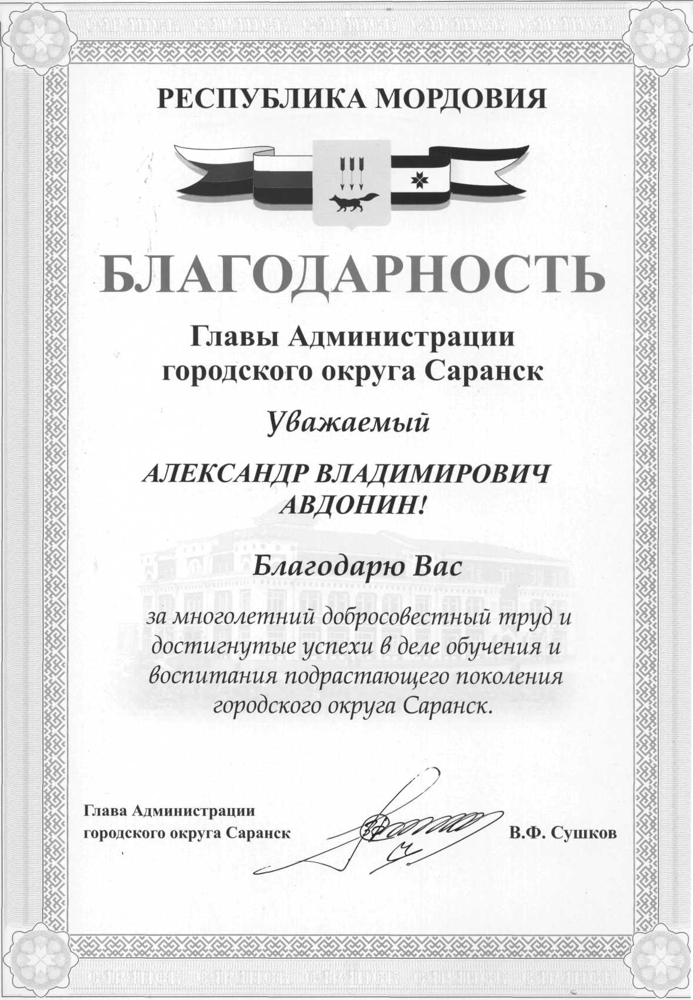 РЕСПУБЛИКА МОРДОВИЯ
БЛАГОДАРНОСТЬ
Главы Администрации
городского округа Саранск
Уважаемый
АЛЕКСАНДР ВЛАДИМИРОВИЧ
АВДОНИН!
Благодарю Вас
за многолетний добросовестный труд и
достигнутые успехи в деле обучения и
воспитания подрастающего поколения
городского округа Саранск.
Глава Администрации
городского округа Саранск
В.Ф. Сушков